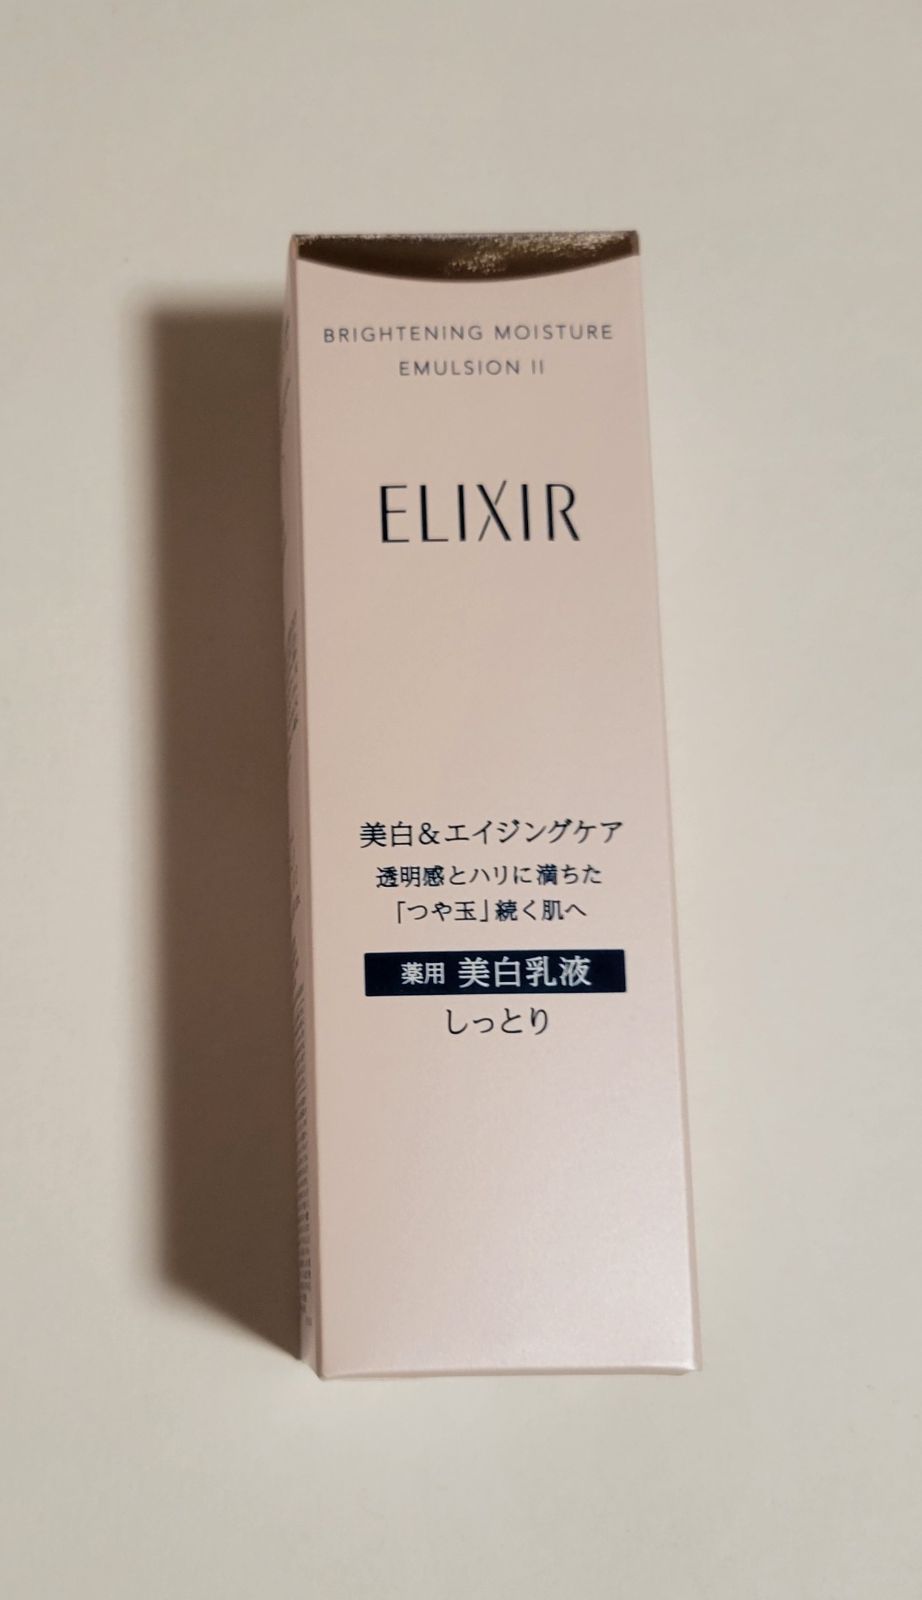 BRIGHTENING MOISTURE
EMULSION II
ELIXIR
美白&エイジングケア
透明感とハリに満ちた
「つや玉」続く肌へ
薬用 美白乳液
しっとり